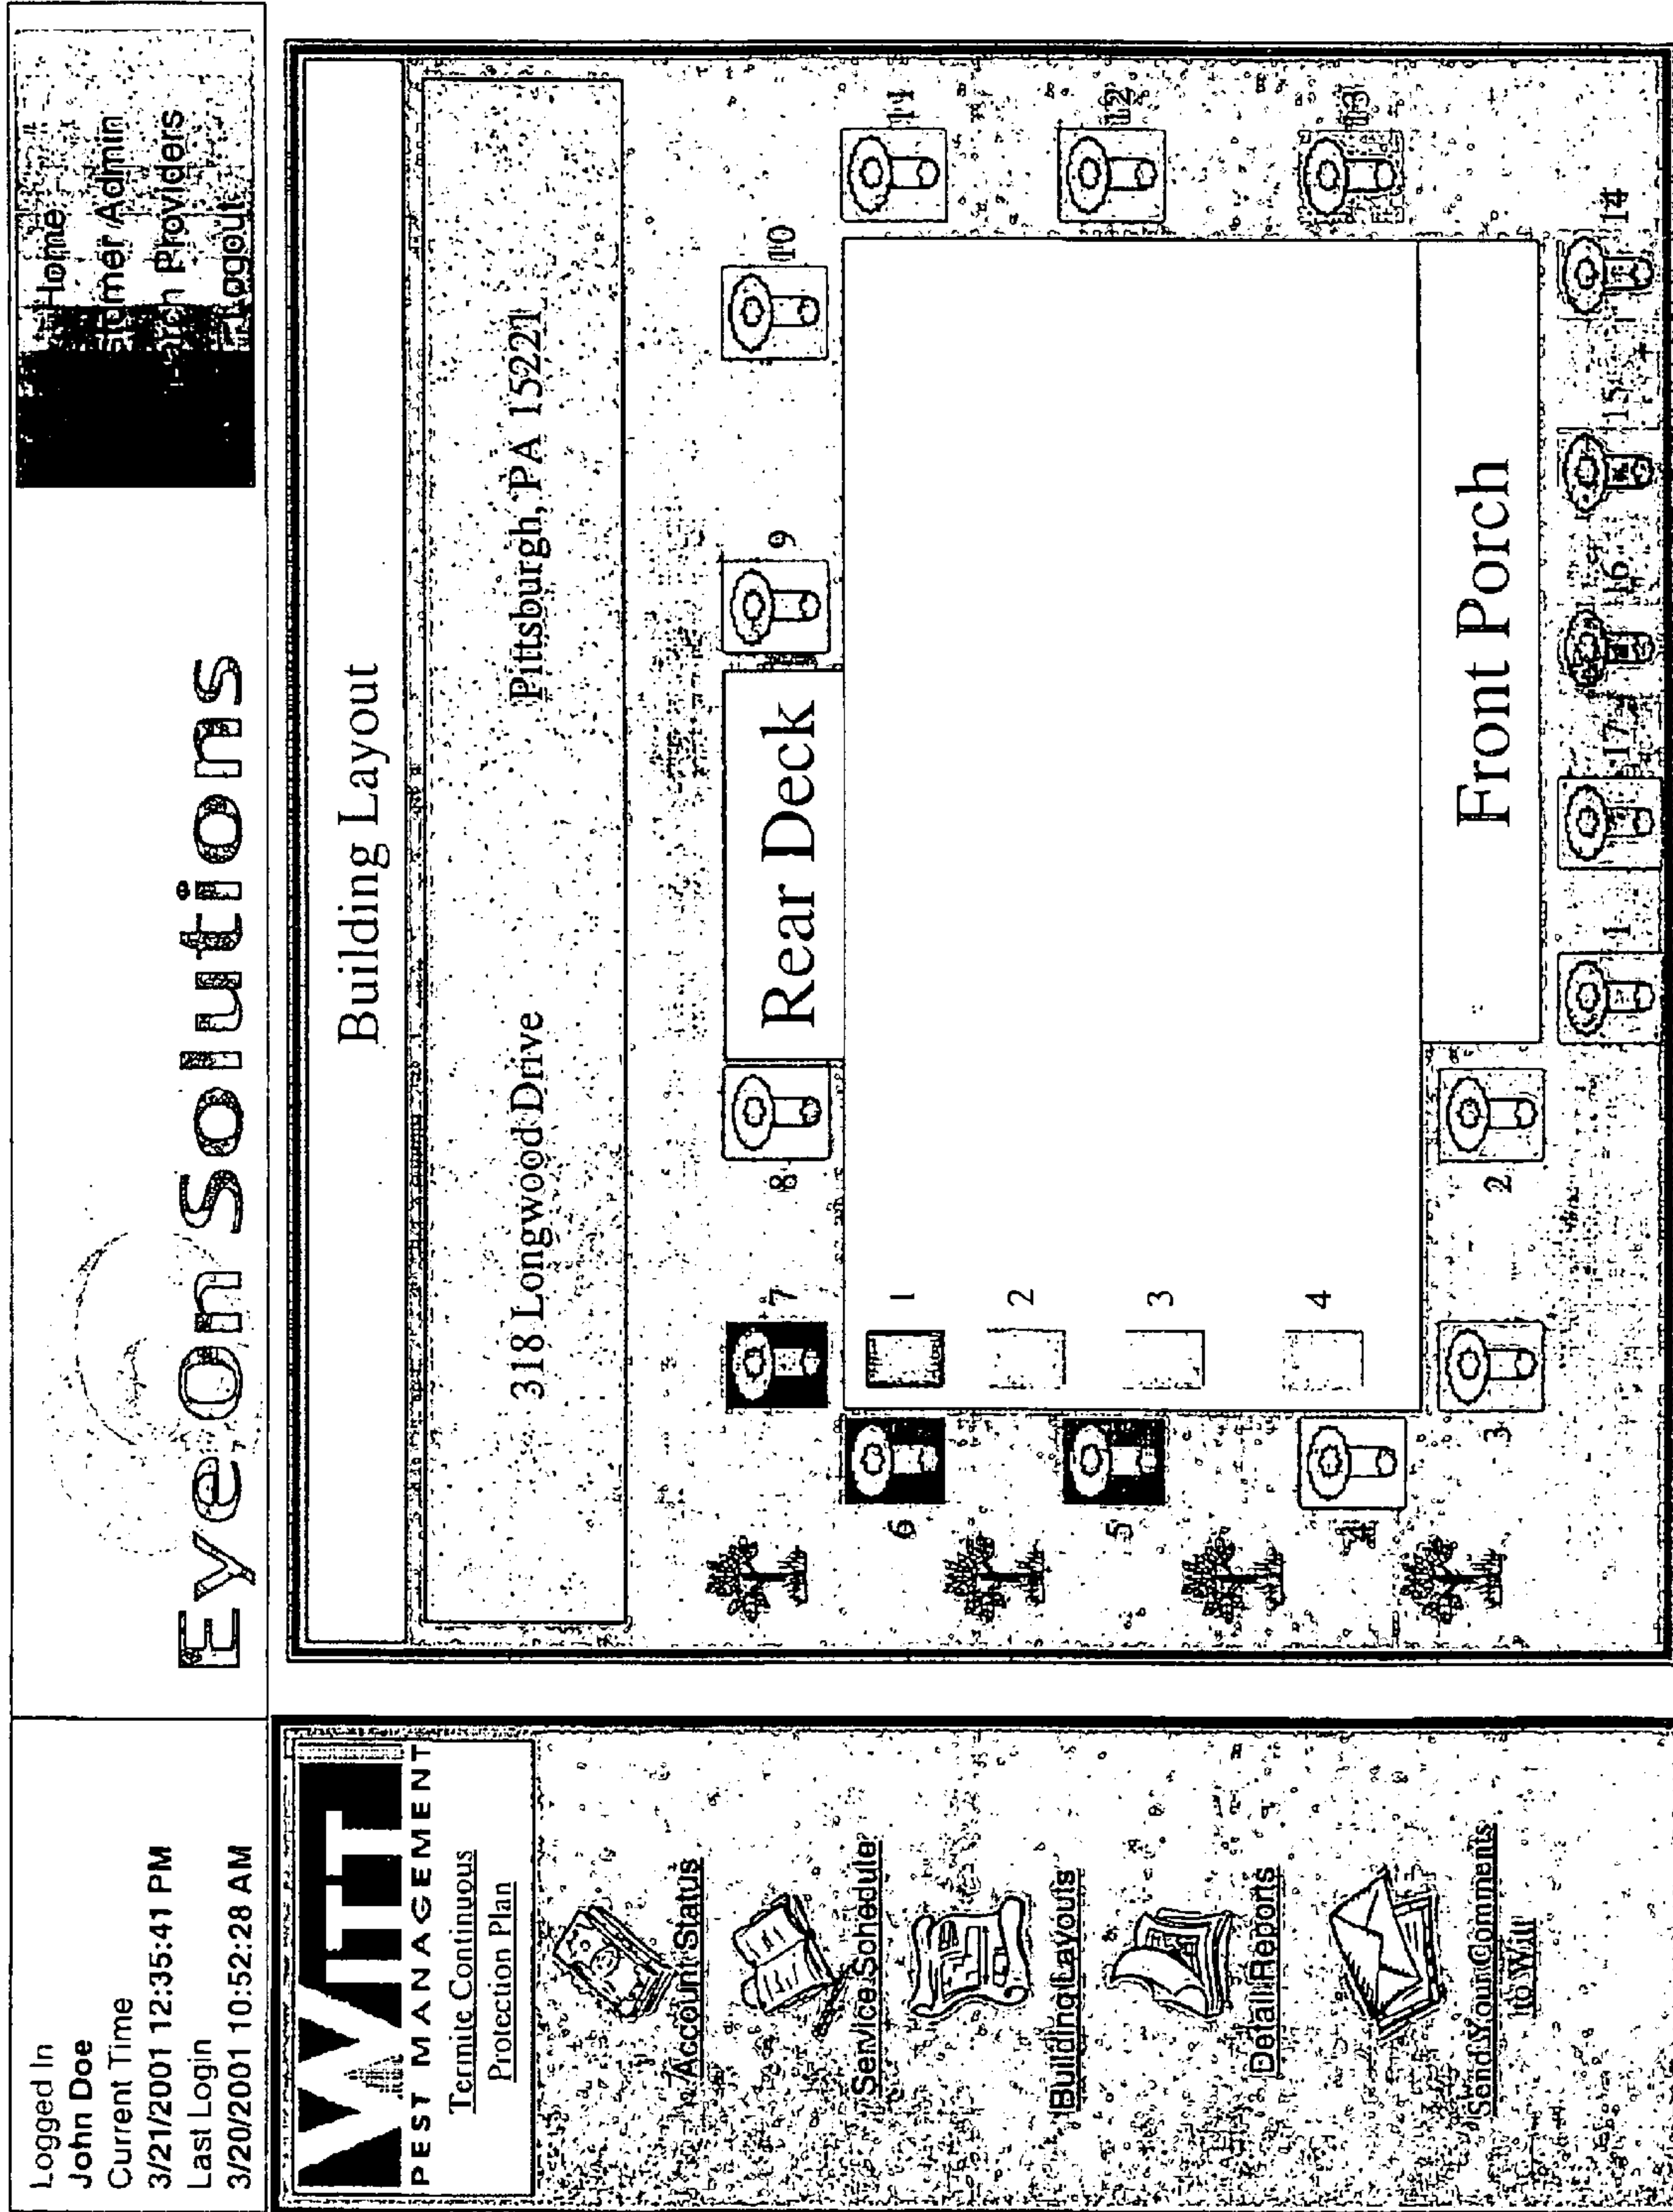 Logged In
John Doe
Current Time
3/21/2001 12:35:41 PM
Last Login
3/20/2001 10:52:28 AM
EyeOn Solutions
Home
Logout
PEST MANAGEMENT
Termite Continuous
Protection Plan
Account Status
Service Schedule
Building Layouts
Detail Reports
Send Your Comments
to Witt
Building Layout
318 Longwood Drive Pittsburgh, PA 15221
7 8 Rear Deck 9 10
6 1 11
2
5 12
3
4 4 13
3 2 Front Porch
1 17 16 15 14